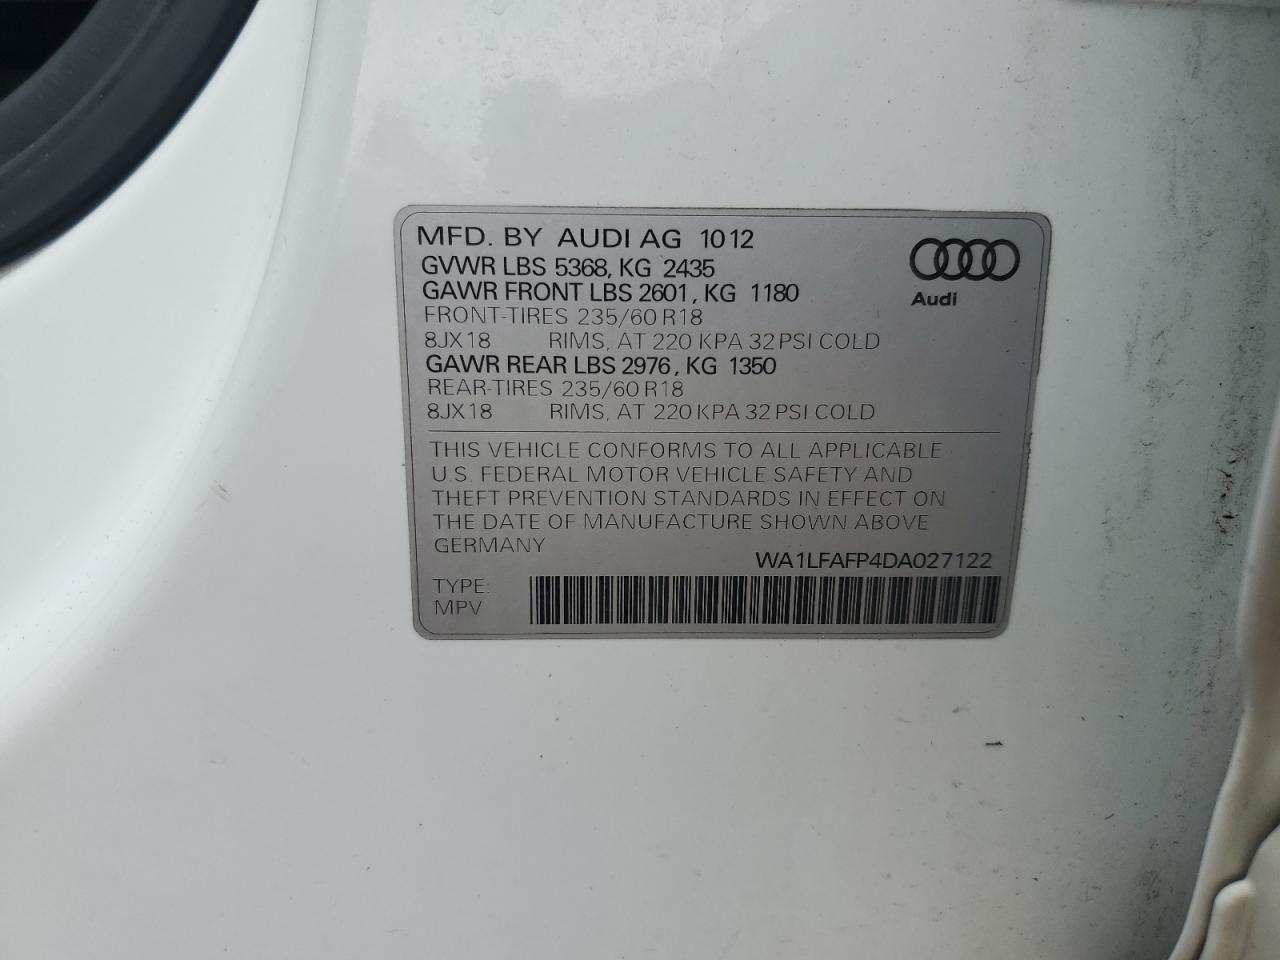 MFD. BY AUDI AG 10 12
GVWR LBS 5368, KG 2435
GAWR FRONT LBS 2601, KG 1180
FRONT-TIRES 235/60 R18
8JX18 RIMS, AT 220 KPA 32 PSI COLD
GAWR REAR LBS 2976, KG 1350
REAR-TIRES 235/60 R18
8JX18 RIMS, AT 220 KPA 32 PSI COLD
Audi
THIS VEHICLE CONFORMS TO ALL APPLICABLE
U.S. FEDERAL MOTOR VEHICLE SAFETY AND
THEFT PREVENTION STANDARDS IN EFFECT ON
THE DATE OF MANUFACTURE SHOWN ABOVE
GERMANY
WA1LFAFP4DA027122
TYPE:
MPV